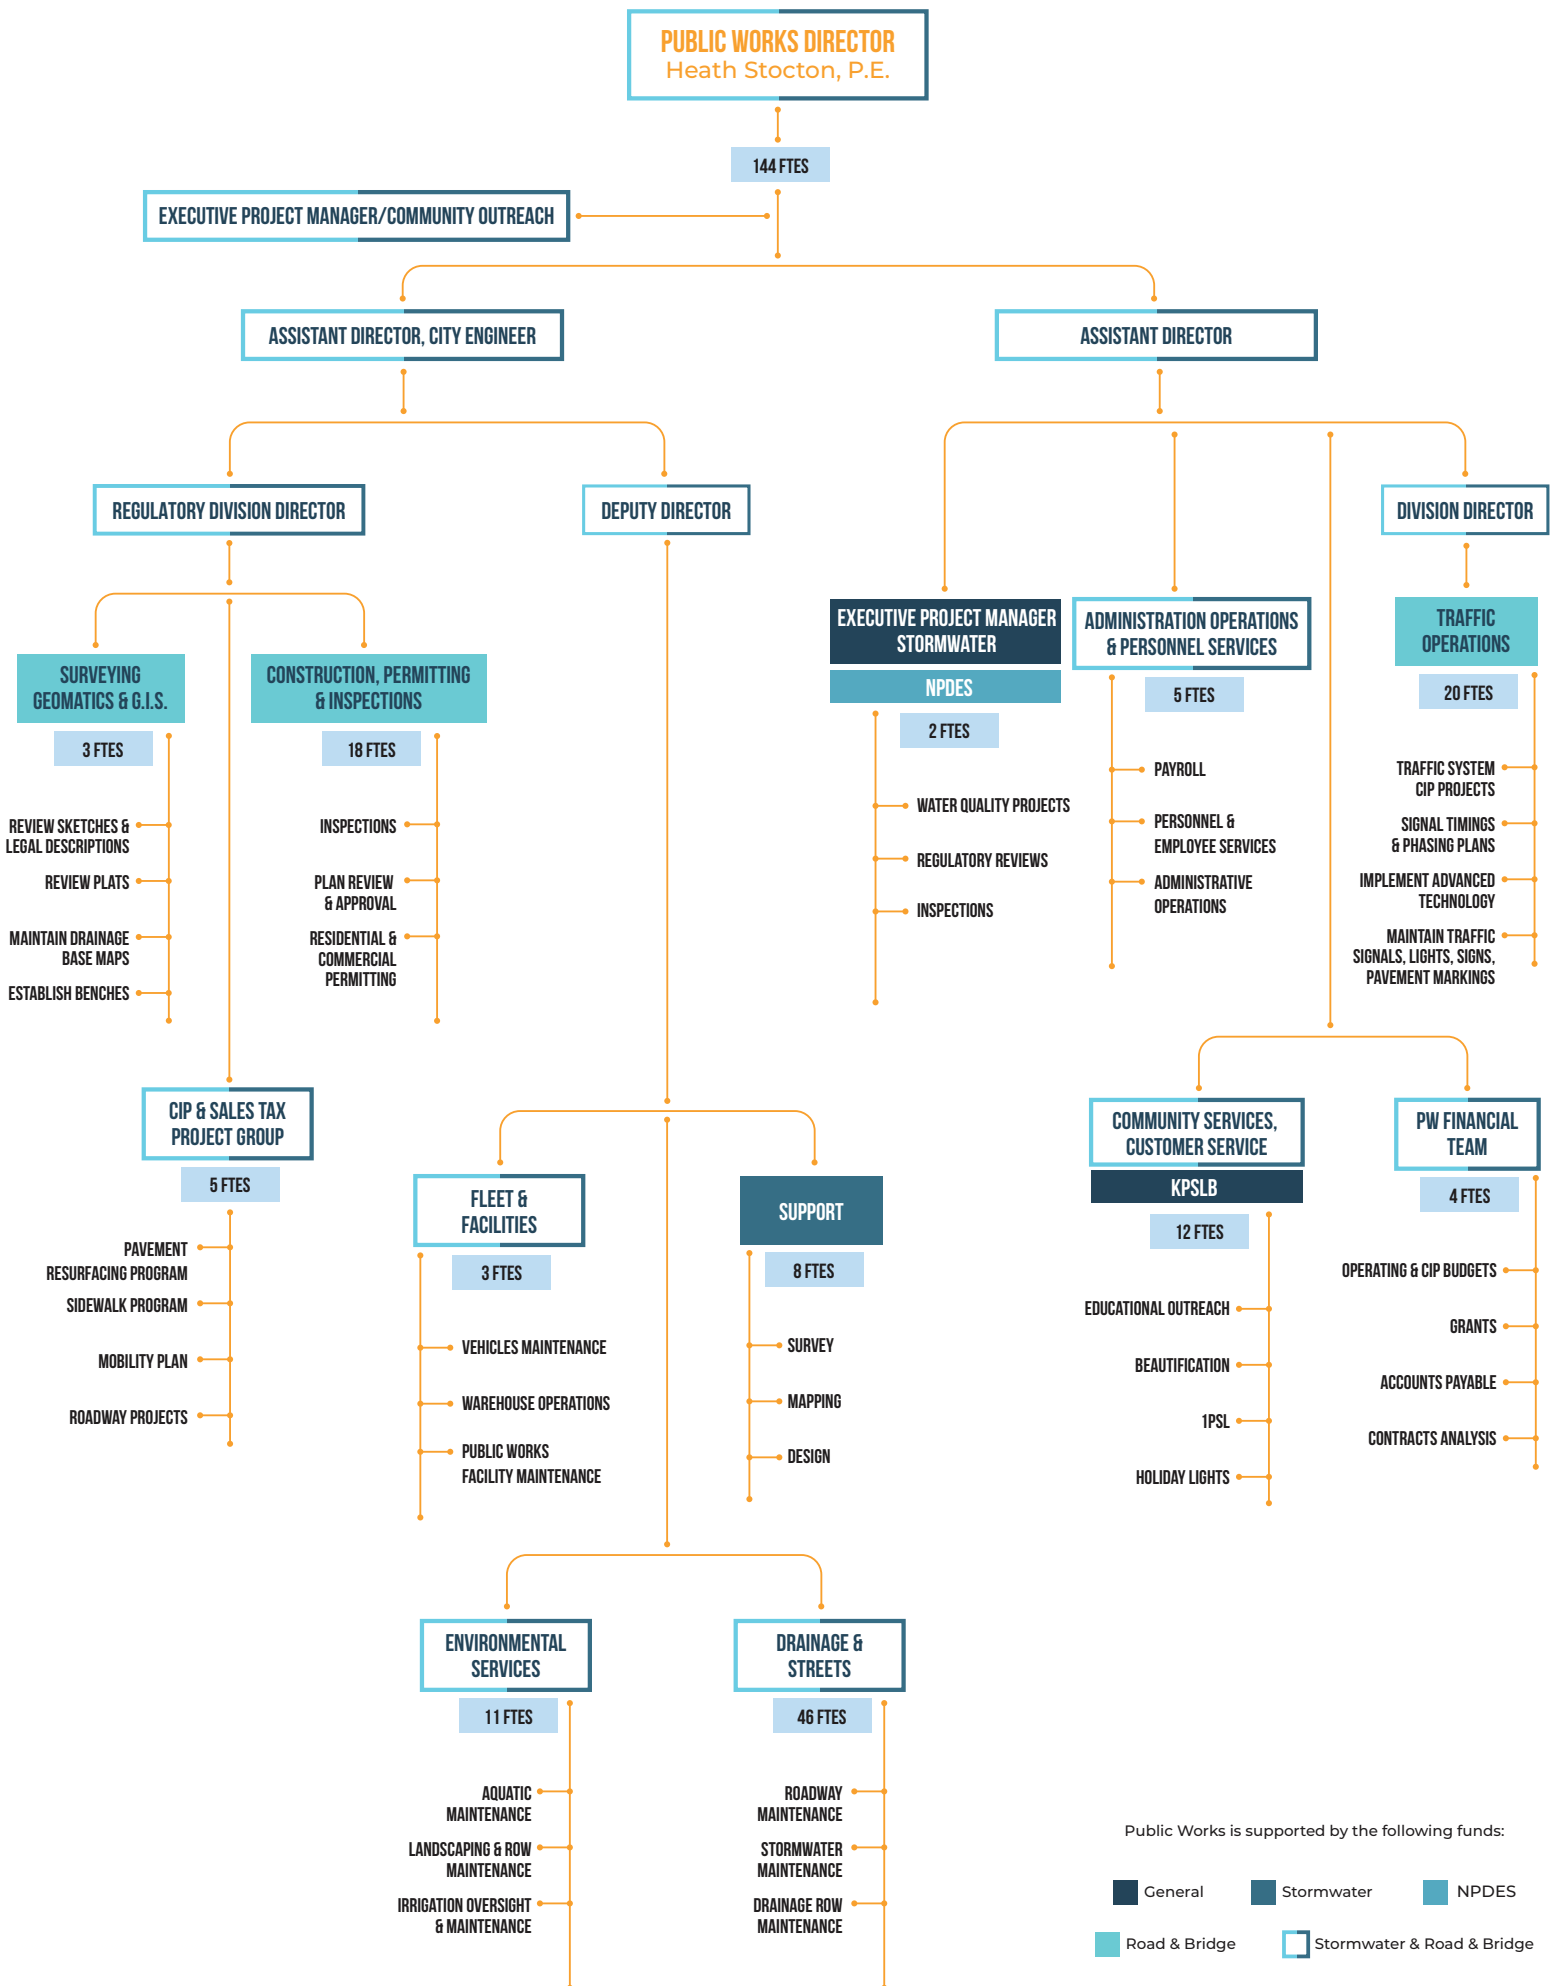 PUBLIC WORKS DIRECTOR
Heath Stocton, P.E.
144 FTES
EXECUTIVE PROJECT MANAGER/COMMUNITY OUTREACH
ASSISTANT DIRECTOR, CITY ENGINEER
ASSISTANT DIRECTOR
REGULATORY DIVISION DIRECTOR
DEPUTY DIRECTOR
DIVISION DIRECTOR
SURVEYING
GEOMATICS & G.I.S.
3 FTES
REVIEW SKETCHES &
LEGAL DESCRIPTIONS
REVIEW PLATS
MAINTAIN DRAINAGE
BASE MAPS
ESTABLISH BENCHES
CONSTRUCTION, PERMITTING
& INSPECTIONS
18 FTES
INSPECTIONS
PLAN REVIEW
& APPROVAL
RESIDENTIAL &
COMMERCIAL
PERMITTING
EXECUTIVE PROJECT MANAGER
STORMWATER
NPDES
2 FTES
WATER QUALITY PROJECTS
REGULATORY REVIEWS
INSPECTIONS
ADMINISTRATION OPERATIONS
& PERSONNEL SERVICES
5 FTES
PAYROLL
PERSONNEL &
EMPLOYEE SERVICES
ADMINISTRATIVE
OPERATIONS
TRAFFIC
OPERATIONS
20 FTES
TRAFFIC SYSTEM
CIP PROJECTS
SIGNAL TIMINGS
& PHASING PLANS
IMPLEMENT ADVANCED
TECHNOLOGY
MAINTAIN TRAFFIC
SIGNALS, LIGHTS, SIGNS,
PAVEMENT MARKINGS
CIP & SALES TAX
PROJECT GROUP
5 FTES
PAVEMENT
RESURFACING PROGRAM
SIDEWALK PROGRAM
MOBILITY PLAN
ROADWAY PROJECTS
FLEET &
FACILITIES
3 FTES
VEHICLES MAINTENANCE
WAREHOUSE OPERATIONS
PUBLIC WORKS
FACILITY MAINTENANCE
SUPPORT
8 FTES
SURVEY
MAPPING
DESIGN
COMMUNITY SERVICES,
CUSTOMER SERVICE
KPSLB
12 FTES
EDUCATIONAL OUTREACH
BEAUTIFICATION
1PSL
HOLIDAY LIGHTS
PW FINANCIAL
TEAM
4 FTES
OPERATING & CIP BUDGETS
GRANTS
ACCOUNTS PAYABLE
CONTRACTS ANALYSIS
ENVIRONMENTAL
SERVICES
11 FTES
AQUATIC
MAINTENANCE
LANDSCAPING & ROW
MAINTENANCE
IRRIGATION OVERSIGHT
& MAINTENANCE
DRAINAGE &
STREETS
46 FTES
ROADWAY
MAINTENANCE
STORMWATER
MAINTENANCE
DRAINAGE ROW
MAINTENANCE
Public Works is supported by the following funds:
General
Stormwater
NPDES
Road & Bridge
Stormwater & Road & Bridge